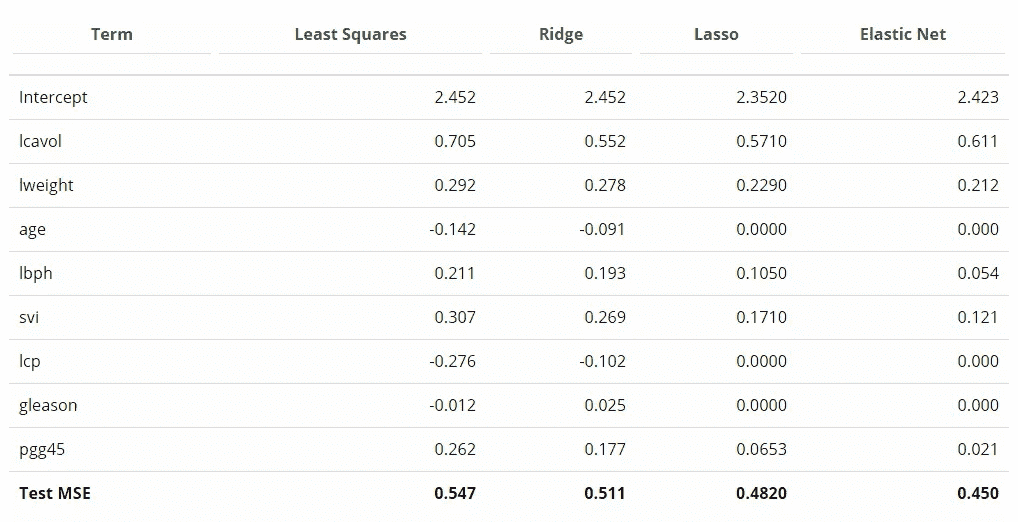 Term Least Squares Ridge Lasso Elastic Net
Intercept 2.452 2.452 2.3520 2.423
lcavol 0.705 0.552 0.5710 0.611
lweight 0.292 0.278 0.2290 0.212
age -0.142 -0.091 0.0000 0.000
lbph 0.211 0.193 0.1050 0.054
svi 0.307 0.269 0.1710 0.121
lcp -0.276 -0.102 0.0000 0.000
gleason -0.012 0.025 0.0000 0.000
pgg45 0.262 0.177 0.0653 0.021
Test MSE 0.547 0.511 0.4820 0.450